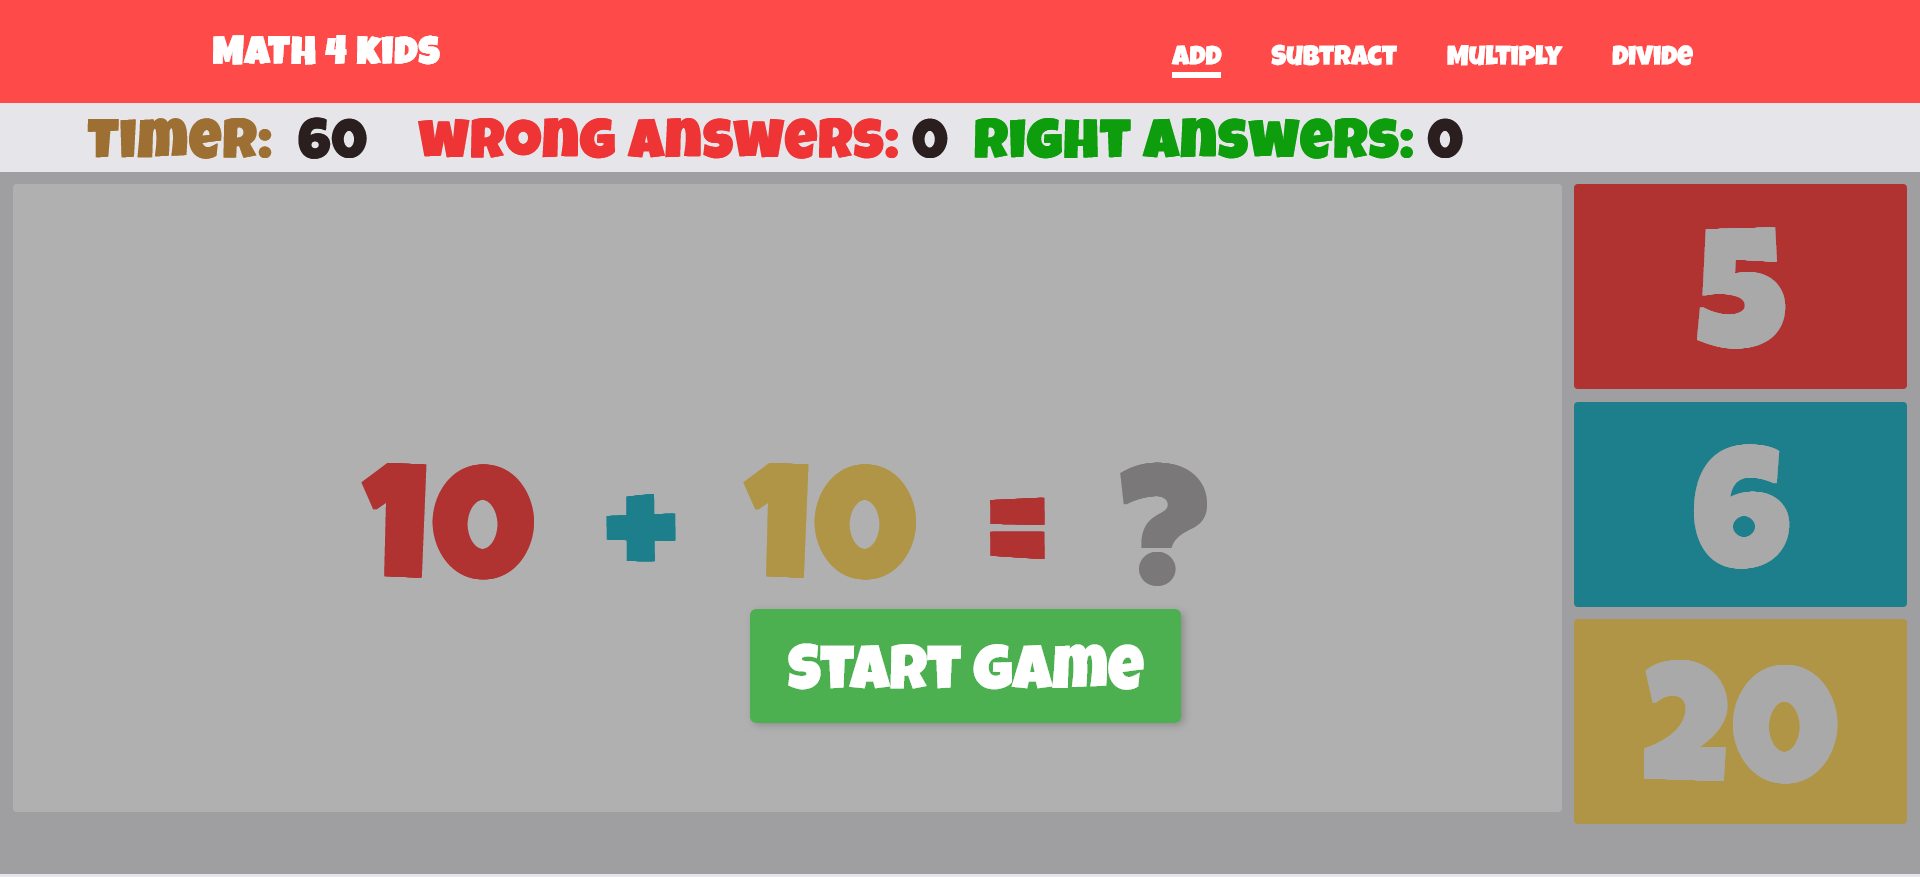 MATH 4 KIDS
ADD SUBTRACT MULTIPLY DIVIDE
TIMER: 60 WRONG ANSWERS: 0 RIGHT ANSWERS: 0
10 + 10 = ?
START GAME
5
6
20